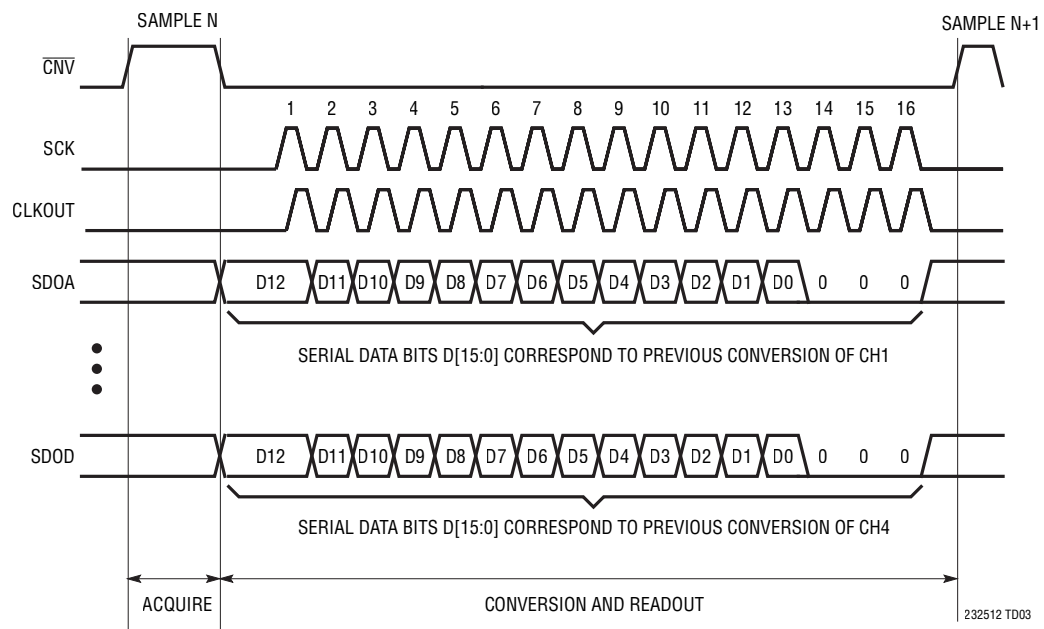 SAMPLE N
SAMPLE N+1
CNV
1 2 3 4 5 6 7 8 9 10 11 12 13 14 15 16
SCK
CLKOUT
SDOA D12 D11 D10 D9 D8 D7 D6 D5 D4 D3 D2 D1 D0 0 0 0
SERIAL DATA BITS D[15:0] CORRESPOND TO PREVIOUS CONVERSION OF CH1
SDOD D12 D11 D10 D9 D8 D7 D6 D5 D4 D3 D2 D1 D0 0 0 0
SERIAL DATA BITS D[15:0] CORRESPOND TO PREVIOUS CONVERSION OF CH4
ACQUIRE
CONVERSION AND READOUT
232512 TD03